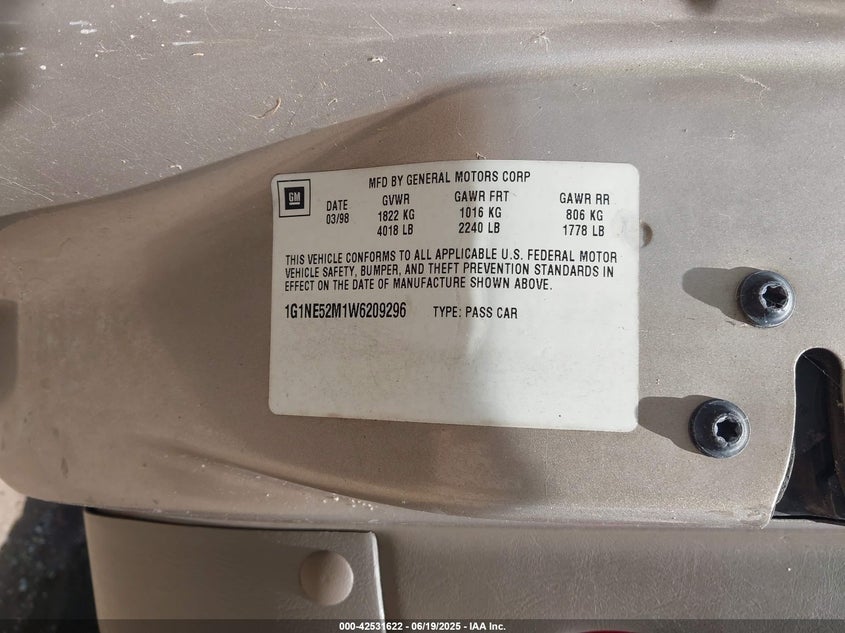 MFD BY GENERAL MOTORS CORP
GM
DATE GVWR GAWR FRT GAWR RR
03/98 1822 KG 1016 KG 806 KG
4018 LB 2240 LB 1778 LB
THIS VEHICLE CONFORMS TO ALL APPLICABLE U.S. FEDERAL MOTOR
VEHICLE SAFETY, BUMPER, AND THEFT PREVENTION STANDARDS IN
EFFECT ON THE DATE OF MANUFACTURE SHOWN ABOVE.
1G1NE52M1W6209296 TYPE: PASS CAR
000-42531622 - 06/19/2025 - IAA Inc.